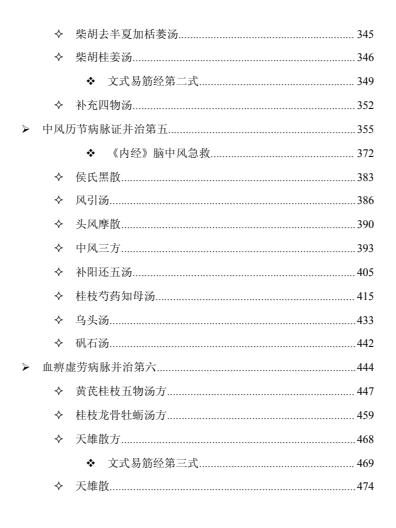 ✧ 柴胡去半夏加栝蒌汤 345
✧ 柴胡桂姜汤 346
❖ 文式易筋经第二式 349
✧ 补充四物汤 352
➢ 中风历节病脉证并治第五 355
❖ 《内经》脑中风急救 372
✧ 侯氏黑散 383
✧ 风引汤 386
✧ 头风摩散 390
✧ 中风三方 393
✧ 补阳还五汤 405
✧ 桂枝芍药知母汤 415
✧ 乌头汤 433
✧ 矾石汤 442
➢ 血痹虚劳病脉并治第六 444
✧ 黄芪桂枝五物汤方 447
✧ 桂枝龙骨牡蛎汤方 459
✧ 天雄散方 468
❖ 文式易筋经第三式 469
✧ 天雄散 474